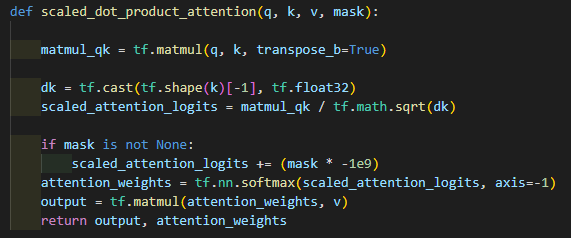 def scaled_dot_product_attention(q, k, v, mask):
matmul_qk = tf.matmul(q, k, transpose_b=True)
dk = tf.cast(tf.shape(k)[-1], tf.float32)
scaled_attention_logits = matmul_qk / tf.math.sqrt(dk)
if mask is not None:
scaled_attention_logits += (mask * -1e9)
attention_weights = tf.nn.softmax(scaled_attention_logits, axis=-1)
output = tf.matmul(attention_weights, v)
return output, attention_weights